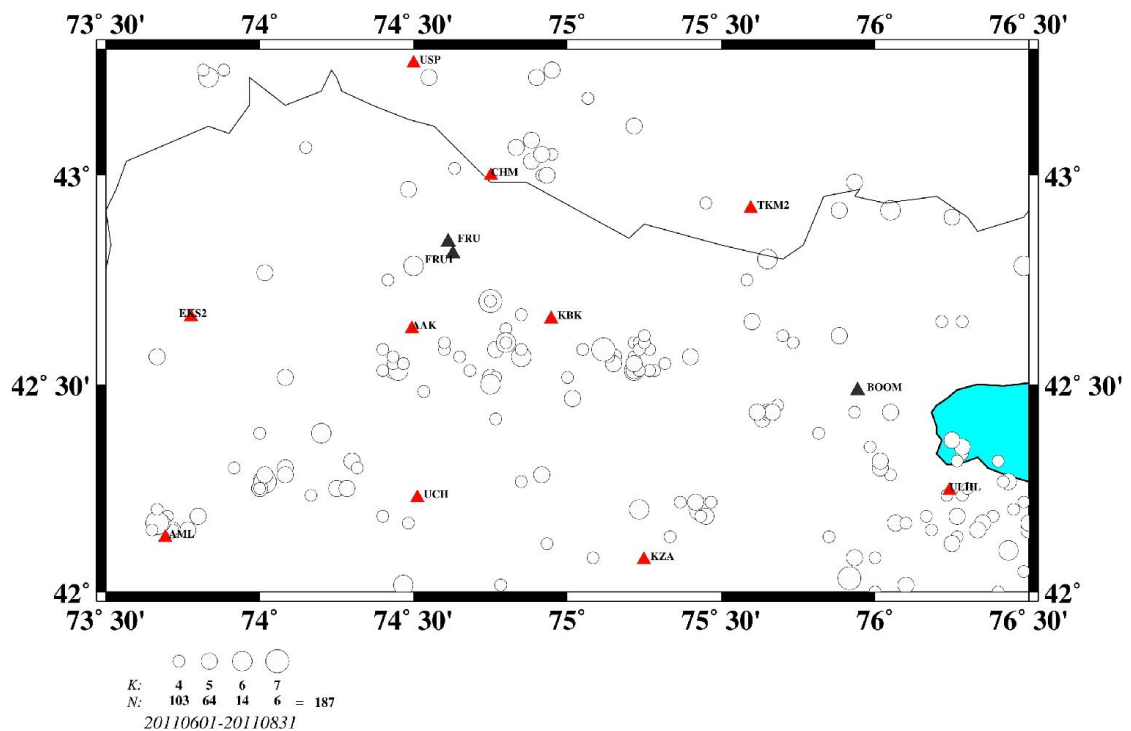 73˚ 30' 74˚ 74˚ 30' 75˚ 75˚ 30' 76˚ 76˚ 30'
USP
43˚ CHM 43˚
TKM2
FRU
FRU1
EKS2 KBK
AAK
42˚ 30' BOOM 42˚ 30'
UCH
AML
KZA
42˚ 42˚
73˚ 30' 74˚ 74˚ 30' 75˚ 75˚ 30' 76˚ 76˚ 30'
K: 4 5 6 7
N: 103 64 14 6 = 187
20110601-20110831